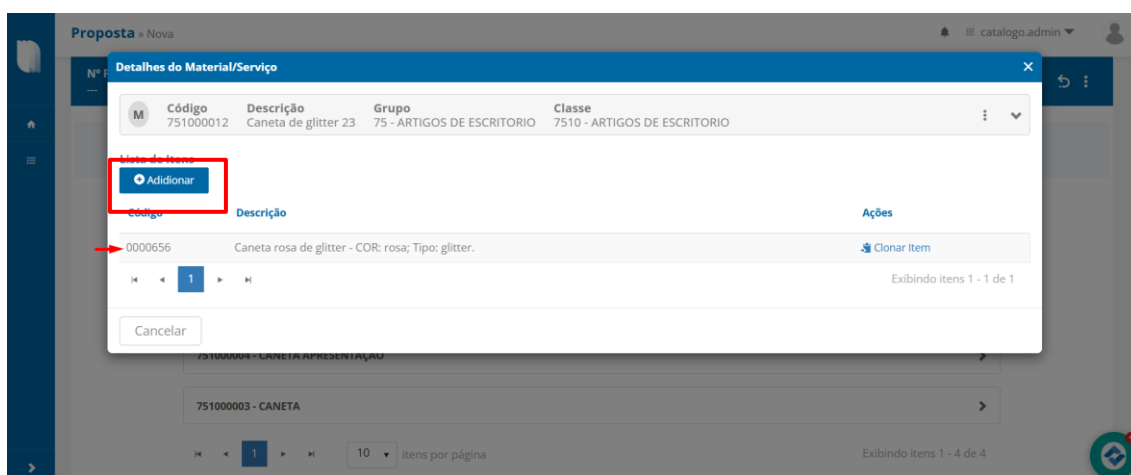 Proposta » Nova
catalogo.admin
Nº P
Detalhes do Material/Serviço
M
Código Descrição Grupo Classe
751000012 Caneta de glitter 23 75 - ARTIGOS DE ESCRITORIO 7510 - ARTIGOS DE ESCRITORIO
Lista de Itens
Adidionar
Código Descrição Ações
0000656 Caneta rosa de glitter - COR: rosa; Tipo: glitter. Clonar Item
1 Exibindo itens 1 - 1 de 1
Cancelar
751000004 - CANETA APRESENTAÇÃO
751000003 - CANETA
1 10 itens por página Exibindo itens 1 - 4 de 4